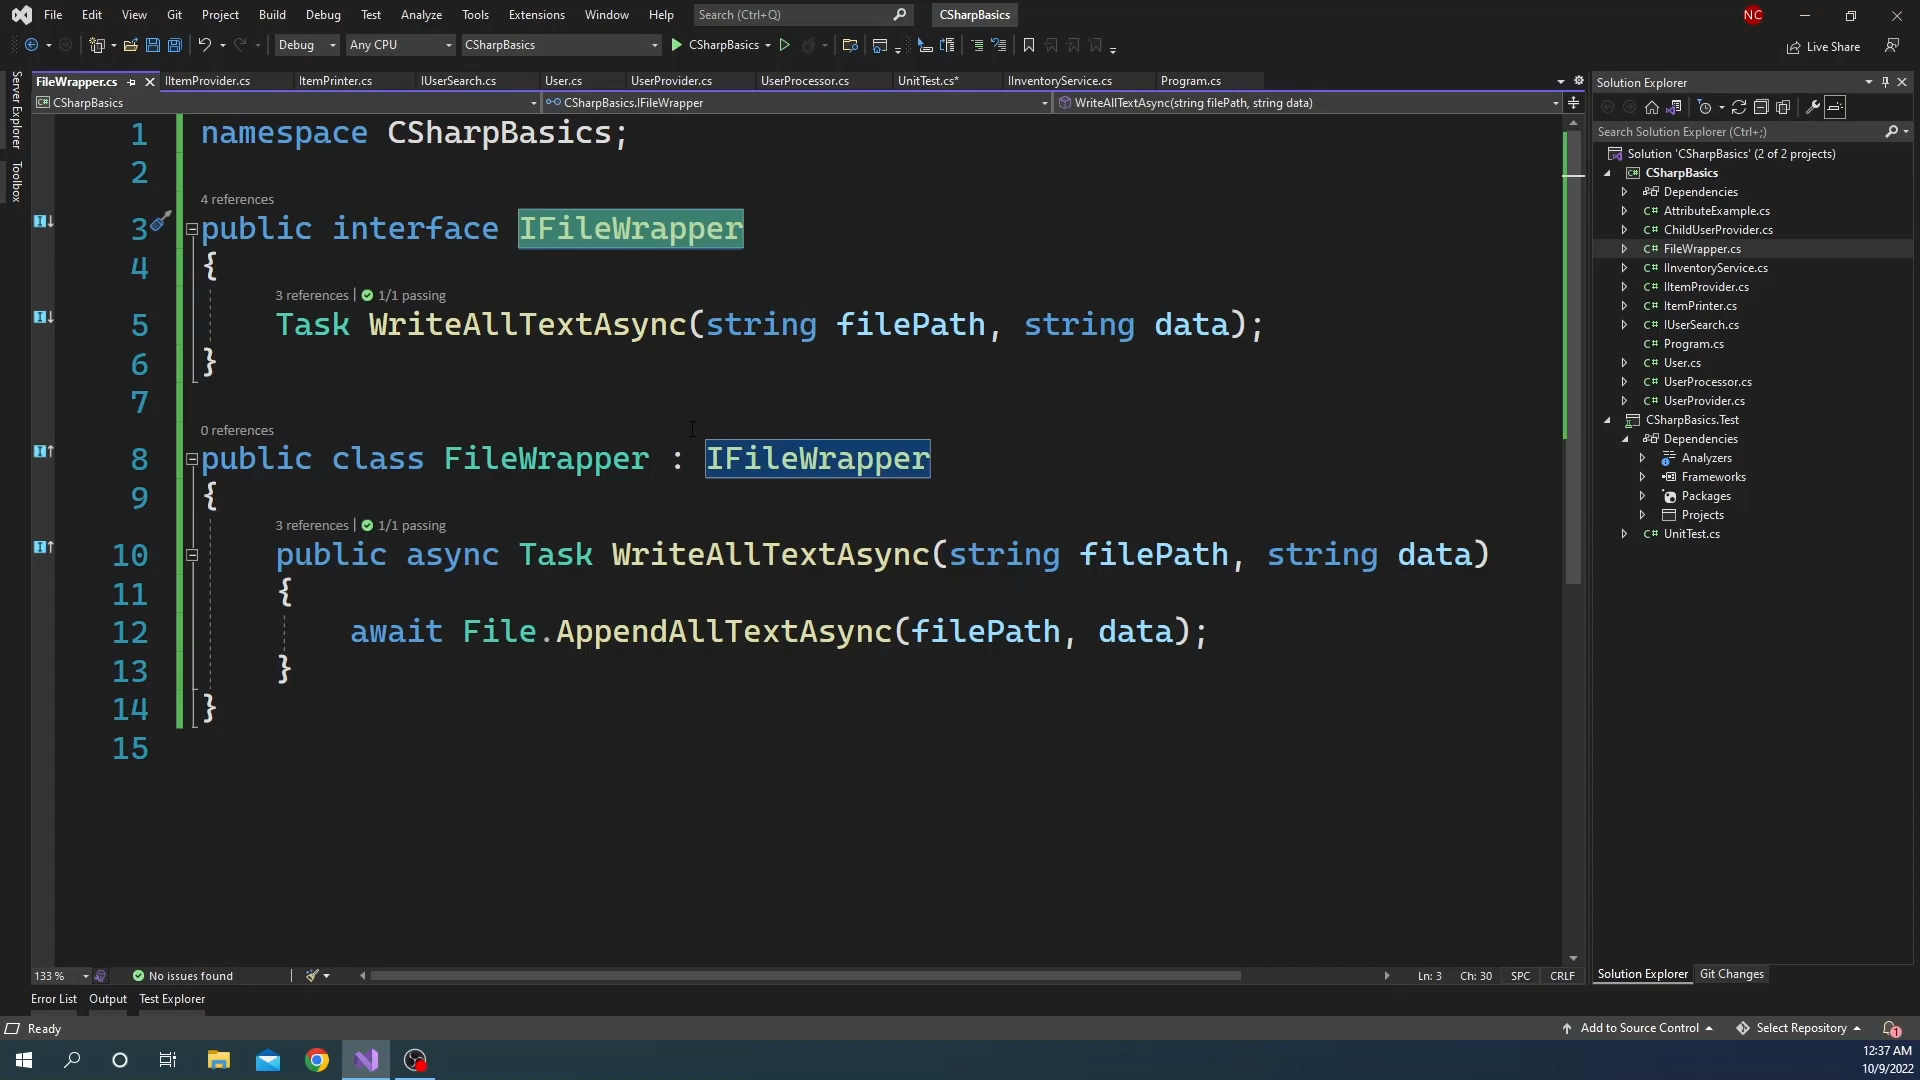 File Edit View Git Project Build Debug Test Analyze Tools Extensions Window Help Search (Ctrl+Q) CSharpBasics NC
Debug Any CPU CSharpBasics CSharpBasics Live Share
Server Explorer
Toolbox
FileWrapper.cs IItemProvider.cs ItemPrinter.cs IUserSearch.cs User.cs UserProvider.cs UserProcessor.cs UnitTest.cs* IInventoryService.cs Program.cs
CSharpBasics CSharpBasics.IFileWrapper WriteAllTextAsync(string filePath, string data)
1 namespace CSharpBasics;
2
4 references
3 public interface IFileWrapper
4 {
3 references | 1/1 passing
5 Task WriteAllTextAsync(string filePath, string data);
6 }
7
0 references
8 public class FileWrapper : IFileWrapper
9 {
3 references | 1/1 passing
10 public async Task WriteAllTextAsync(string filePath, string data)
11 {
12 await File.AppendAllTextAsync(filePath, data);
13 }
14 }
15
133 % No issues found Ln: 3 Ch: 30 SPC CRLF
Error List Output Test Explorer
Solution Explorer
Search Solution Explorer (Ctrl+;)
Solution 'CSharpBasics' (2 of 2 projects)
C# CSharpBasics
Dependencies
C# AttributeExample.cs
C# ChildUserProvider.cs
C# FileWrapper.cs
C# IInventoryService.cs
C# IItemProvider.cs
C# ItemPrinter.cs
C# IUserSearch.cs
C# Program.cs
C# User.cs
C# UserProcessor.cs
C# UserProvider.cs
CSharpBasics.Test
Dependencies
Analyzers
Frameworks
Packages
Projects
C# UnitTest.cs
Solution Explorer Git Changes
Ready Add to Source Control Select Repository 1
12:37 AM
10/9/2022